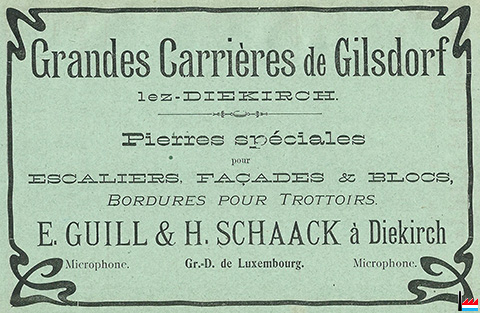 Grandes Carrières de Gilsdorf
lez-DIEKIRCH.
Pierres spéciales
pour
ESCALIERS, FAÇADES & BLOCS,
BORDURES POUR TROTTOIRS.
E. GUILL & H. SCHAACK à Diekirch
Microphone. Gr.-D. de Luxembourg. Microphone.